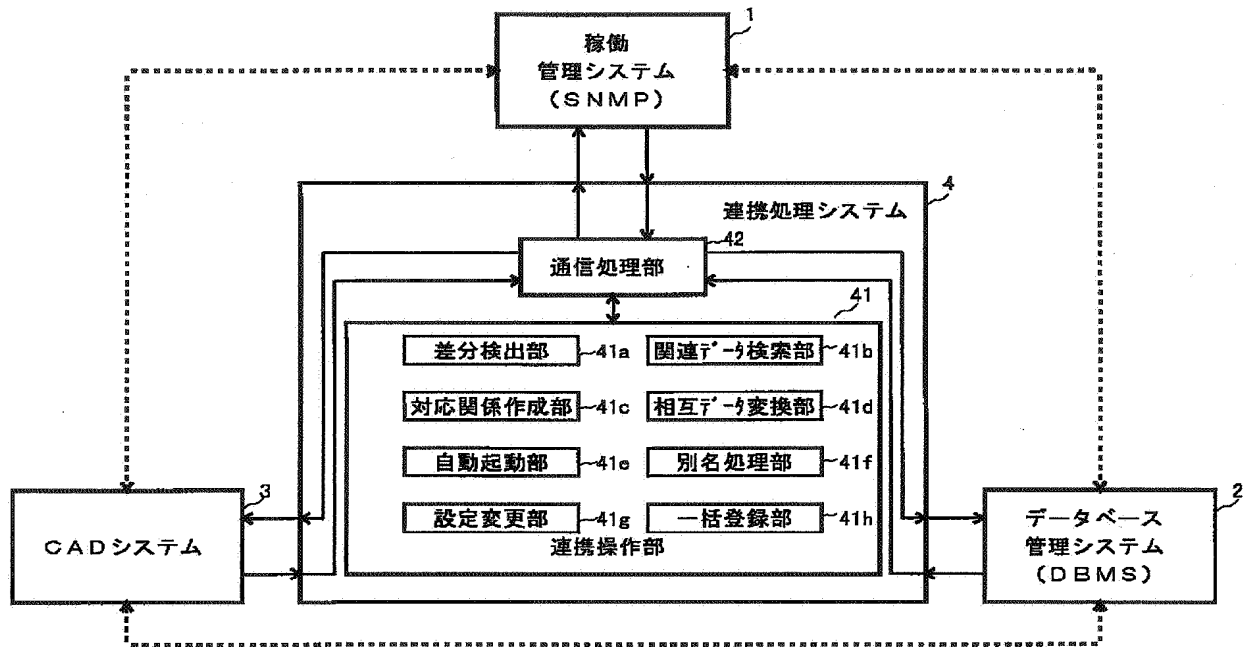 1
稼働
管理システム
(SNMP)
4
連携処理システム
42
通信処理部
41
差分検出部 41a
関連データ検索部 41b
対応関係作成部 41c
相互データ変換部 41d
自動起動部 41e
別名処理部 41f
設定変更部 41g
一括登録部 41h
連携操作部
3
CADシステム
2
データベース
管理システム
(DBMS)